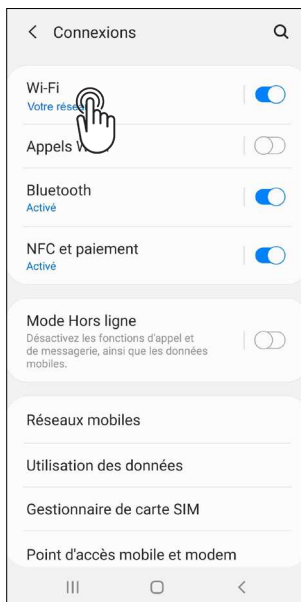 Connexions
Wi-Fi
Votre
Appels
Bluetooth
Activé
NFC et paiement
Activé
Mode Hors ligne
Désactivez les fonctions d'appel et
de messagerie, ainsi que les données
mobiles.
Réseaux mobiles
Utilisation des données
Gestionnaire de carte SIM
Point d'accès mobile et modem